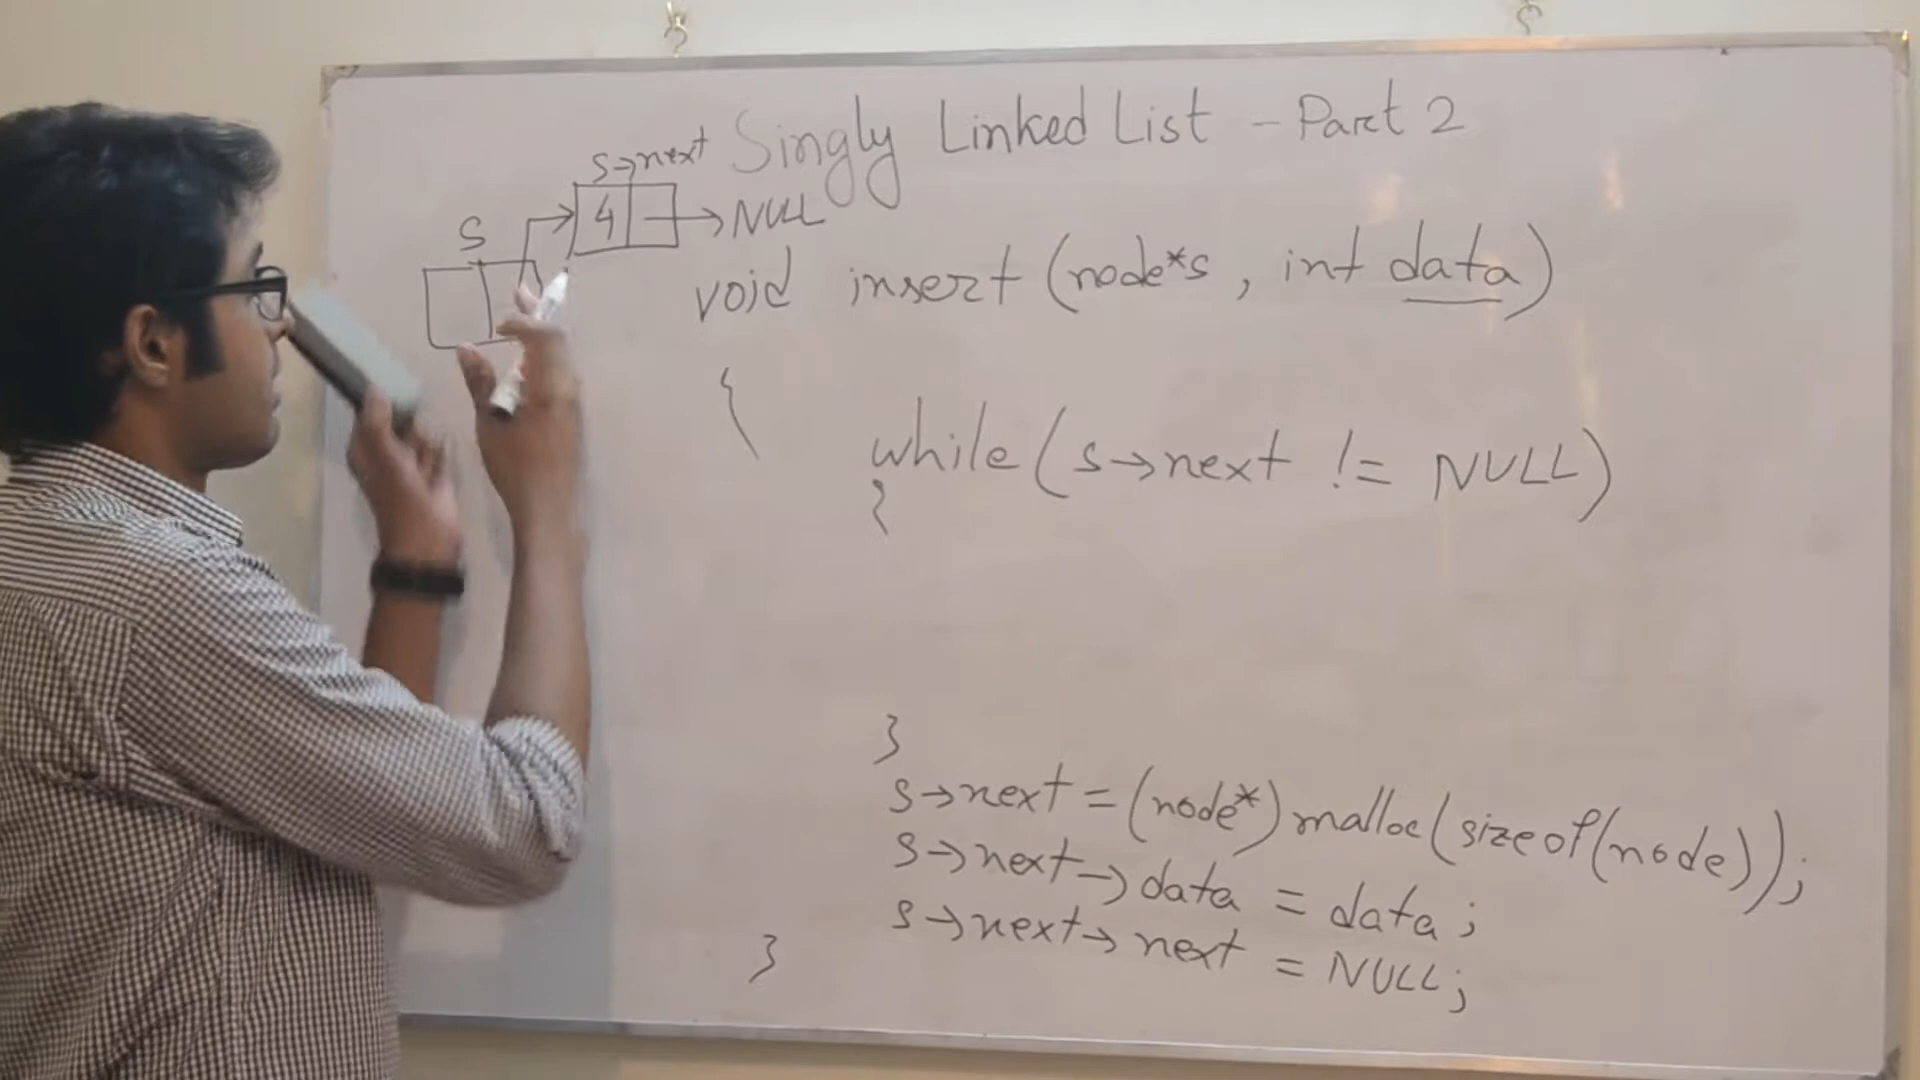 Singly Linked List - Part 2
s→next
s
4 → NULL
void insert (node*s, int data)
{
while (s→next != NULL)
{
}
s→next = (node*) malloc(sizeof(node));
s→next→data = data;
s→next→next = NULL;
}